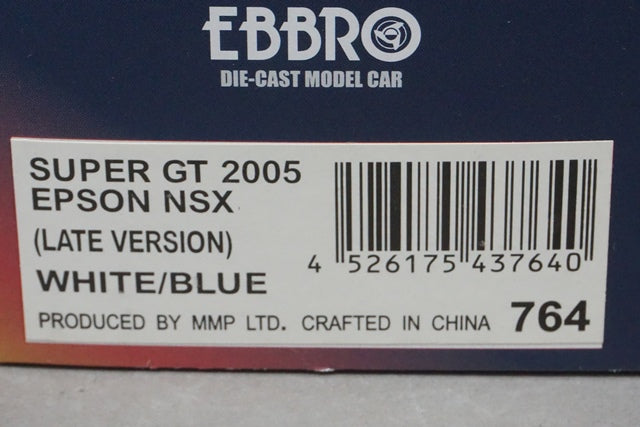 EBBRO
DIE-CAST MODEL CAR
SUPER GT 2005
EPSON NSX
(LATE VERSION)
WHITE/BLUE
4 526175 437640
PRODUCED BY MMP LTD. CRAFTED IN CHINA 764